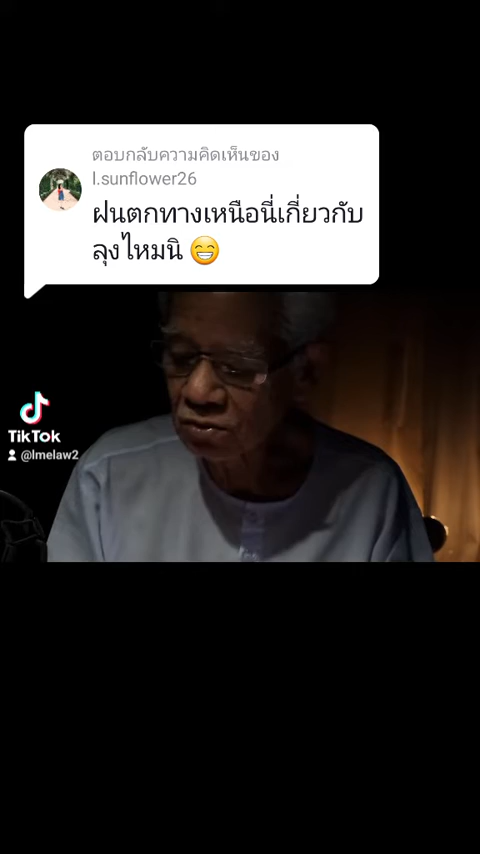 ตอบกลับความคิดเห็นของ
l.sunflower26
ฝนตกทางเหนือนี่เกี่ยวกับ
ลุงไหมนิ 😁
TikTok
@lmelaw2